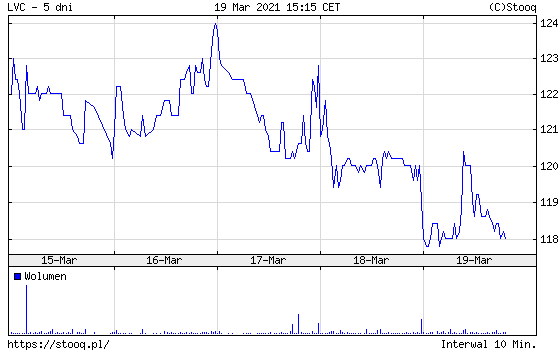 LVC - 5 dni 19 Mar 2021 15:15 CET (C)Stooq
124
123
122
121
120
119
118
15-Mar 16-Mar 17-Mar 18-Mar 19-Mar
Wolumen
https://stooq.pl/ Interwal 10 Min.